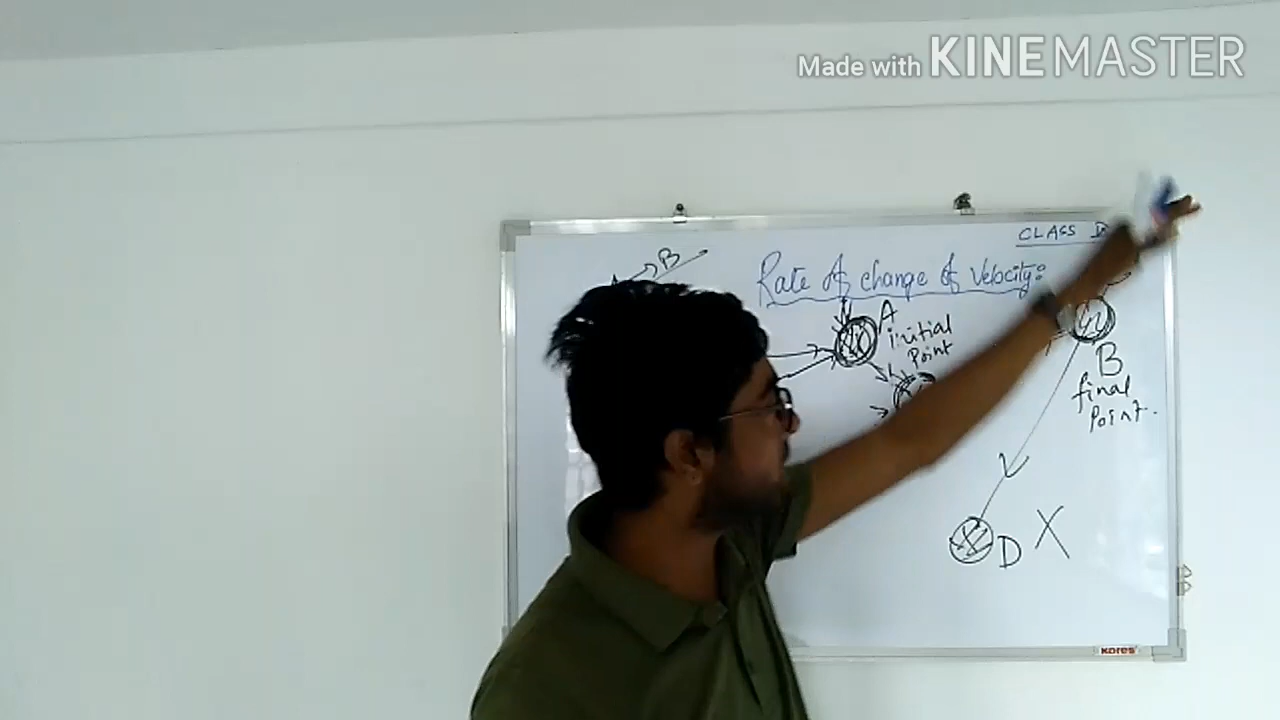 Made with KINEMASTER
CLASS
B
Rate of change of Velocity:
A
initial
Point
B
final
Point.
D X
KORES